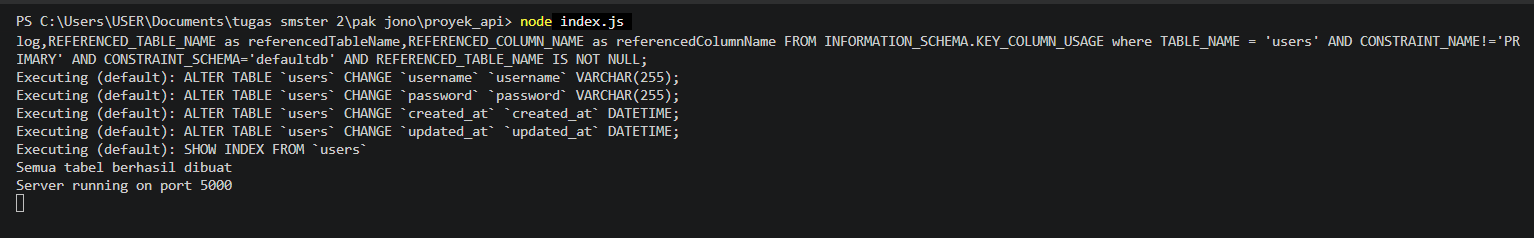 PS C:\Users\USER\Documents\tugas smster 2\pak jono\proyek_api> node index.js
log,REFERENCED_TABLE_NAME as referencedTableName,REFERENCED_COLUMN_NAME as referencedColumnName FROM INFORMATION_SCHEMA.KEY_COLUMN_USAGE where TABLE_NAME = 'users' AND CONSTRAINT_NAME!='PR
IMARY' AND CONSTRAINT_SCHEMA='defaultdb' AND REFERENCED_TABLE_NAME IS NOT NULL;
Executing (default): ALTER TABLE `users` CHANGE `username` `username` VARCHAR(255);
Executing (default): ALTER TABLE `users` CHANGE `password` `password` VARCHAR(255);
Executing (default): ALTER TABLE `users` CHANGE `created_at` `created_at` DATETIME;
Executing (default): ALTER TABLE `users` CHANGE `updated_at` `updated_at` DATETIME;
Executing (default): SHOW INDEX FROM `users`
Semua tabel berhasil dibuat
Server running on port 5000